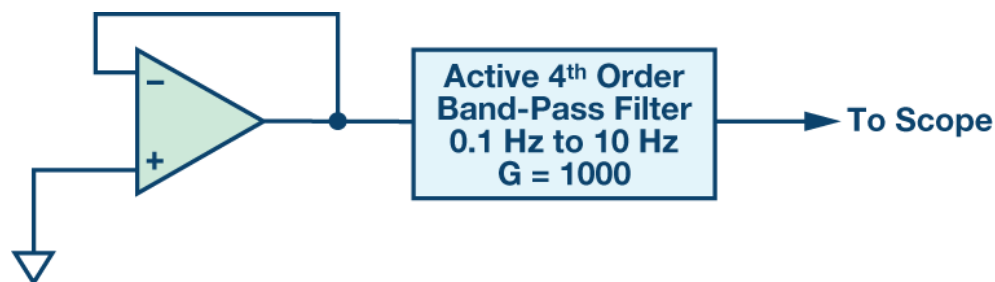 −
+
Active 4th Order
Band-Pass Filter
0.1 Hz to 10 Hz
G = 1000
To Scope